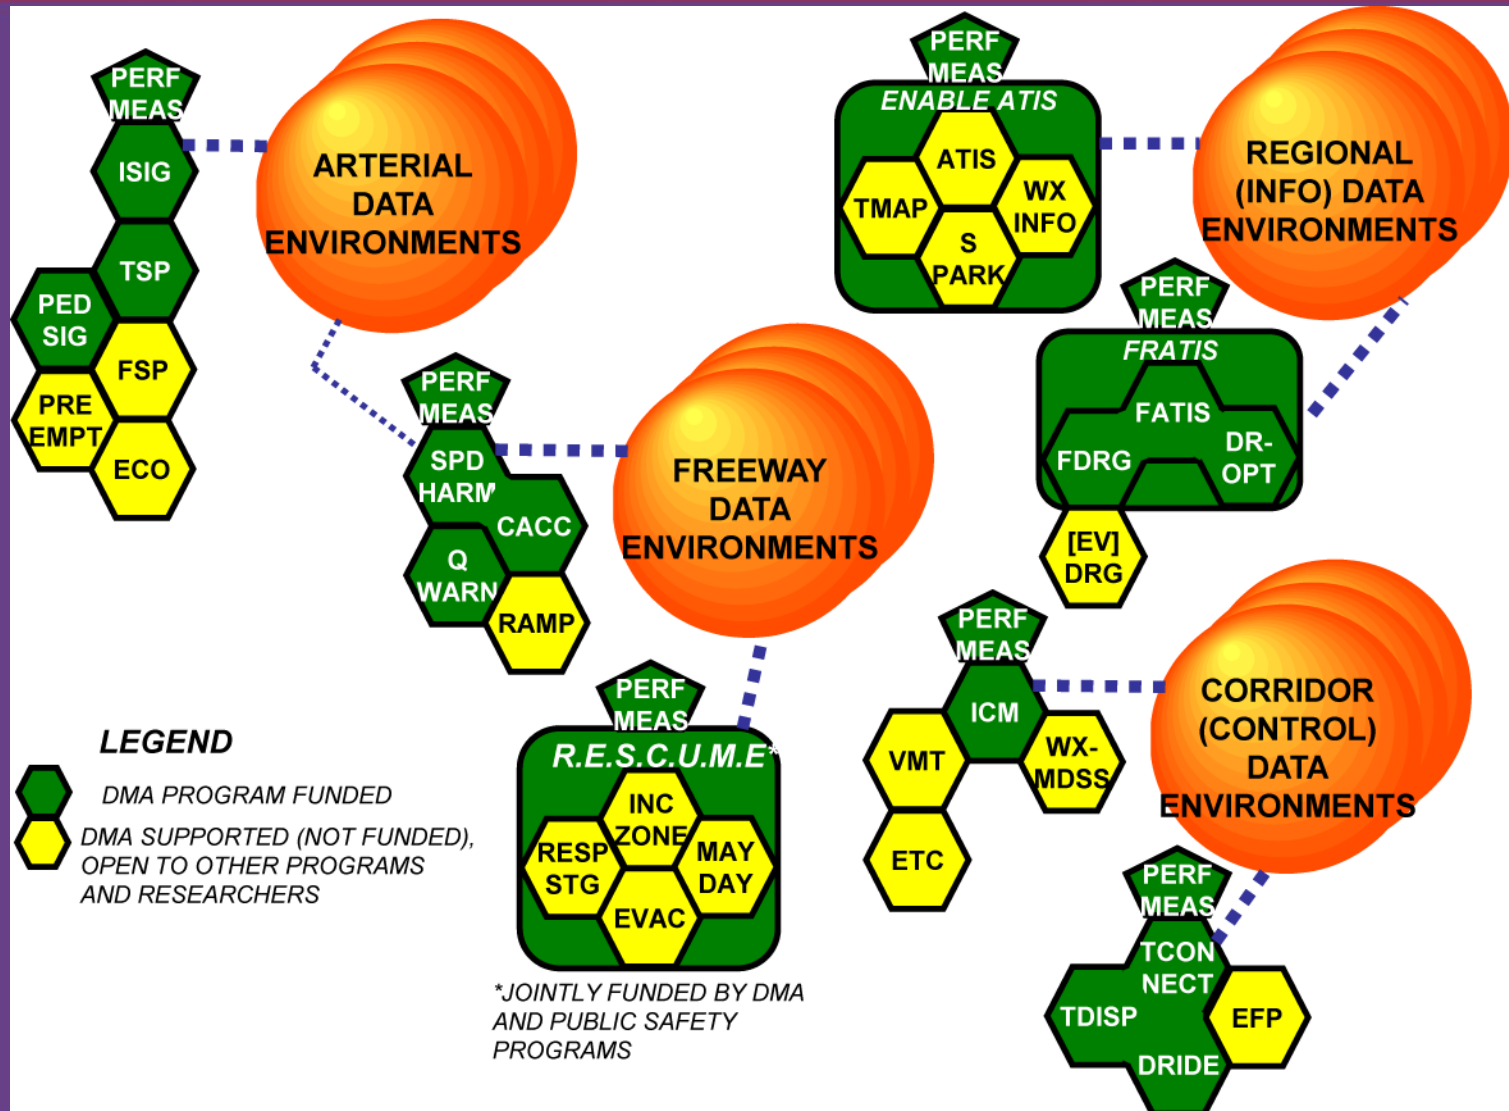 PERF
MEAS
ISIG
TSP
PED
SIG
FSP
PRE
EMPT
ECO
ARTERIAL
DATA
ENVIRONMENTS
PERF
MEAS
SPD
HARM
CACC
Q
WARN
RAMP
FREEWAY
DATA
ENVIRONMENTS
PERF
MEAS
R.E.S.C.U.M.E*
INC
ZONE
RESP
STG
MAY
DAY
EVAC
*JOINTLY FUNDED BY DMA
AND PUBLIC SAFETY
PROGRAMS
PERF
MEAS
ENABLE ATIS
ATIS
TMAP
WX
INFO
S
PARK
REGIONAL
(INFO) DATA
ENVIRONMENTS
PERF
MEAS
FRATIS
FATIS
FDRG
DR-
OPT
[EV]
DRG
PERF
MEAS
ICM
VMT
WX-
MDSS
ETC
CORRIDOR
(CONTROL)
DATA
ENVIRONMENTS
PERF
MEAS
TCON
NECT
TDISP
EFP
DRIDE
LEGEND
DMA PROGRAM FUNDED
DMA SUPPORTED (NOT FUNDED),
OPEN TO OTHER PROGRAMS
AND RESEARCHERS